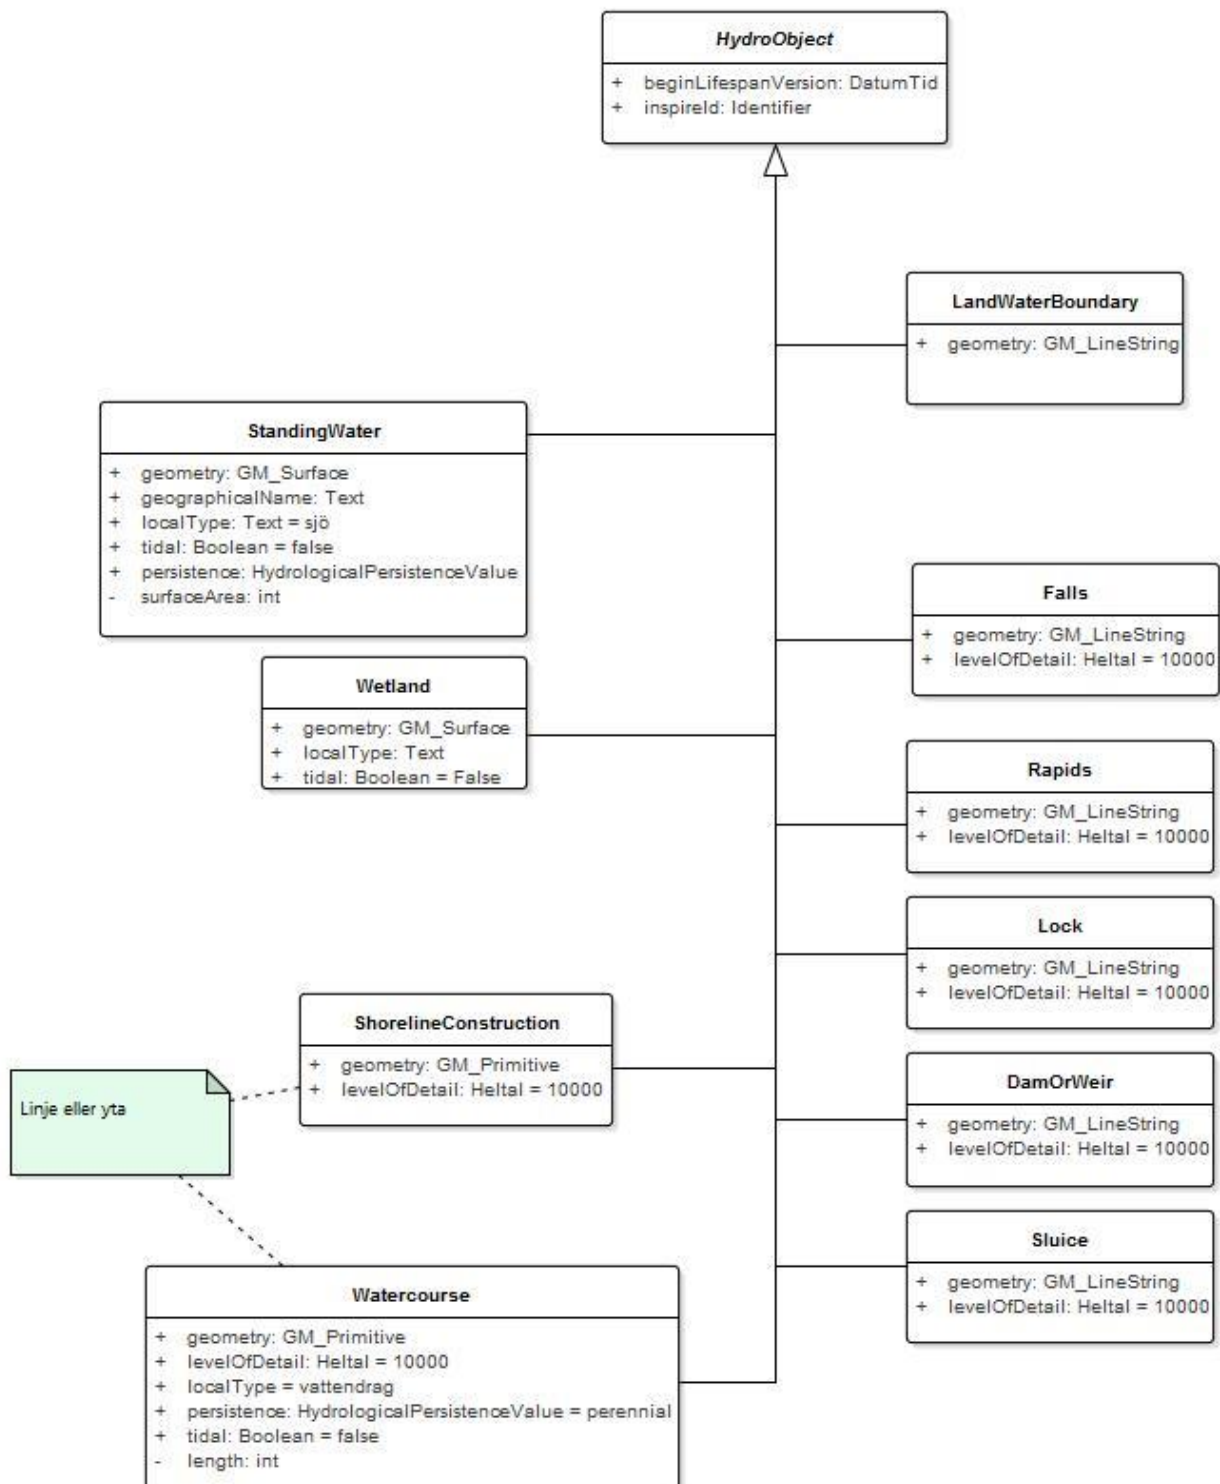 HydroObject
+ beginLifespanVersion: DatumTid
+ inspireId: Identifier
LandWaterBoundary
+ geometry: GM_LineString
StandingWater
+ geometry: GM_Surface
+ geographicalName: Text
+ localType: Text = sjö
+ tidal: Boolean = false
+ persistence: HydrologicalPersistenceValue
- surfaceArea: int
Falls
+ geometry: GM_LineString
+ levelOfDetail: Heltal = 10000
Wetland
+ geometry: GM_Surface
+ localType: Text
+ tidal: Boolean = False
Rapids
+ geometry: GM_LineString
+ levelOfDetail: Heltal = 10000
Lock
+ geometry: GM_LineString
+ levelOfDetail: Heltal = 10000
ShorelineConstruction
+ geometry: GM_Primitive
+ levelOfDetail: Heltal = 10000
Linje eller yta
DamOrWeir
+ geometry: GM_LineString
+ levelOfDetail: Heltal = 10000
Sluice
+ geometry: GM_LineString
+ levelOfDetail: Heltal = 10000
Watercourse
+ geometry: GM_Primitive
+ levelOfDetail: Heltal = 10000
+ localType = vattendrag
+ persistence: HydrologicalPersistenceValue = perennial
+ tidal: Boolean = false
- length: int